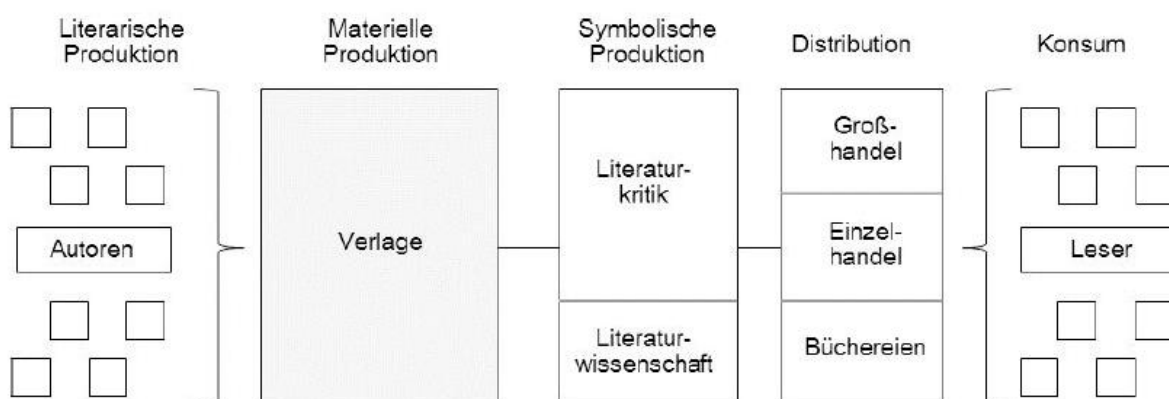 Literarische
Produktion
Materielle
Produktion
Symbolische
Produktion
Distribution
Konsum
Autoren
Verlage
Literatur-
kritik
Literatur-
wissenschaft
Groß-
handel
Einzel-
handel
Büchereien
Leser